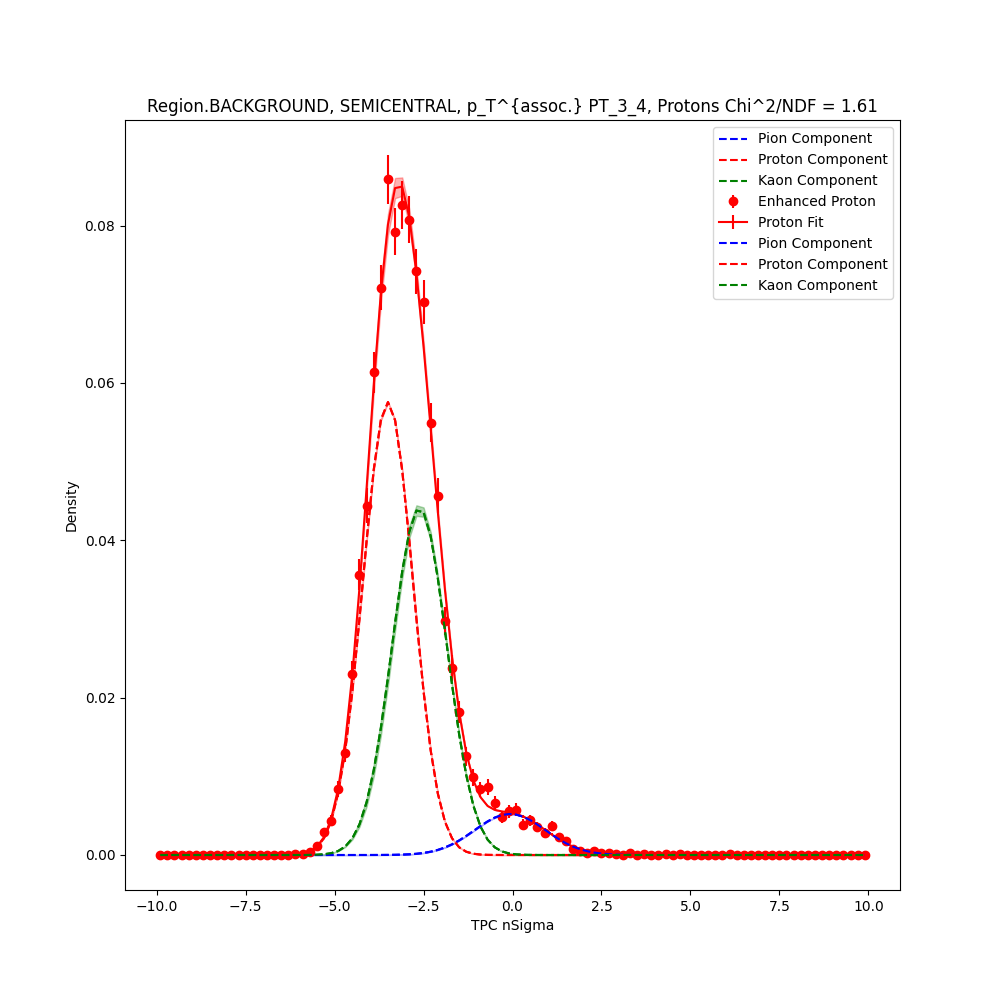 Region.BACKGROUND, SEMICENTRAL, p_T^{assoc.} PT_3_4, Protons Chi^2/NDF = 1.61
Pion Component
Proton Component
Kaon Component
Enhanced Proton
Proton Fit
Pion Component
Proton Component
Kaon Component
0.08
0.06
0.04
0.02
0.00
Density
−10.0 −7.5 −5.0 −2.5 0.0 2.5 5.0 7.5 10.0
TPC nSigma